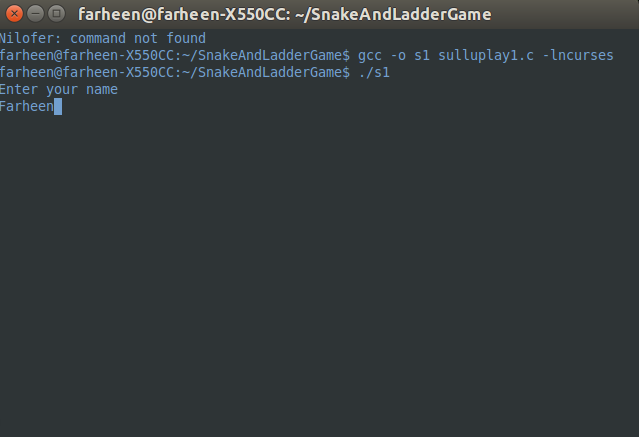 farheen@farheen-X550CC: ~/SnakeAndLadderGame
Nilofer: command not found
farheen@farheen-X550CC:~/SnakeAndLadderGame$ gcc -o s1 sulluplay1.c -lncurses
farheen@farheen-X550CC:~/SnakeAndLadderGame$ ./s1
Enter your name
Farheen